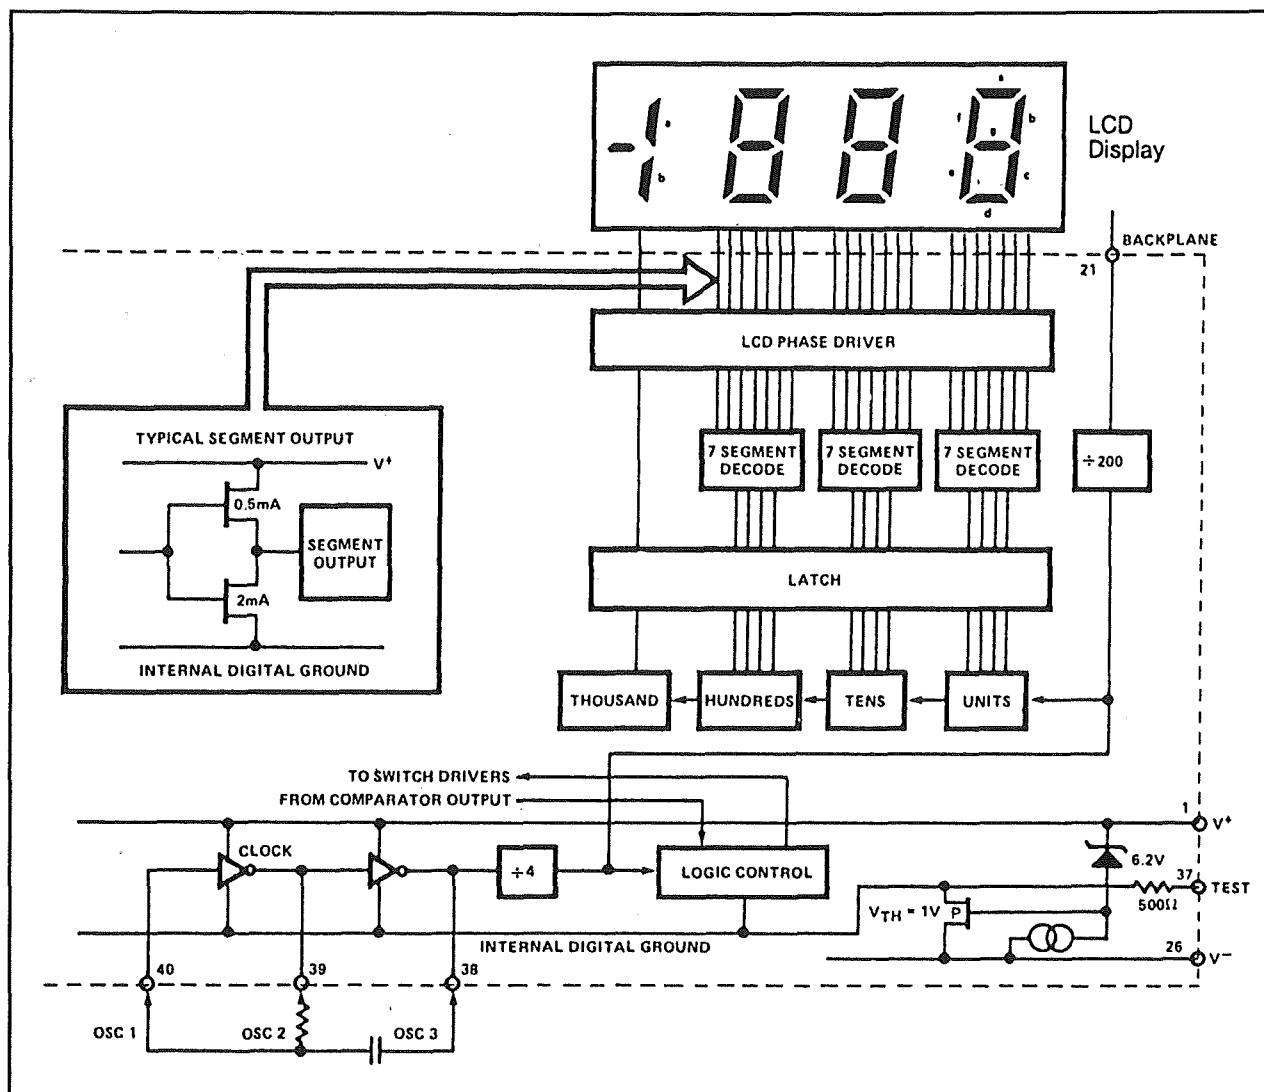 a
a
f
b
g
b
e
c
d
LCD
Display
BACKPLANE
21
LCD PHASE DRIVER
TYPICAL SEGMENT OUTPUT
V+
0.5mA
SEGMENT
OUTPUT
2mA
INTERNAL DIGITAL GROUND
7 SEGMENT
DECODE
7 SEGMENT
DECODE
7 SEGMENT
DECODE
÷200
LATCH
THOUSAND
HUNDREDS
TENS
UNITS
TO SWITCH DRIVERS
FROM COMPARATOR OUTPUT
1
V+
CLOCK
÷4
LOGIC CONTROL
6.2V
37
TEST
500Ω
VTH = 1V
P
INTERNAL DIGITAL GROUND
26
V−
40
39
38
OSC 1
OSC 2
OSC 3